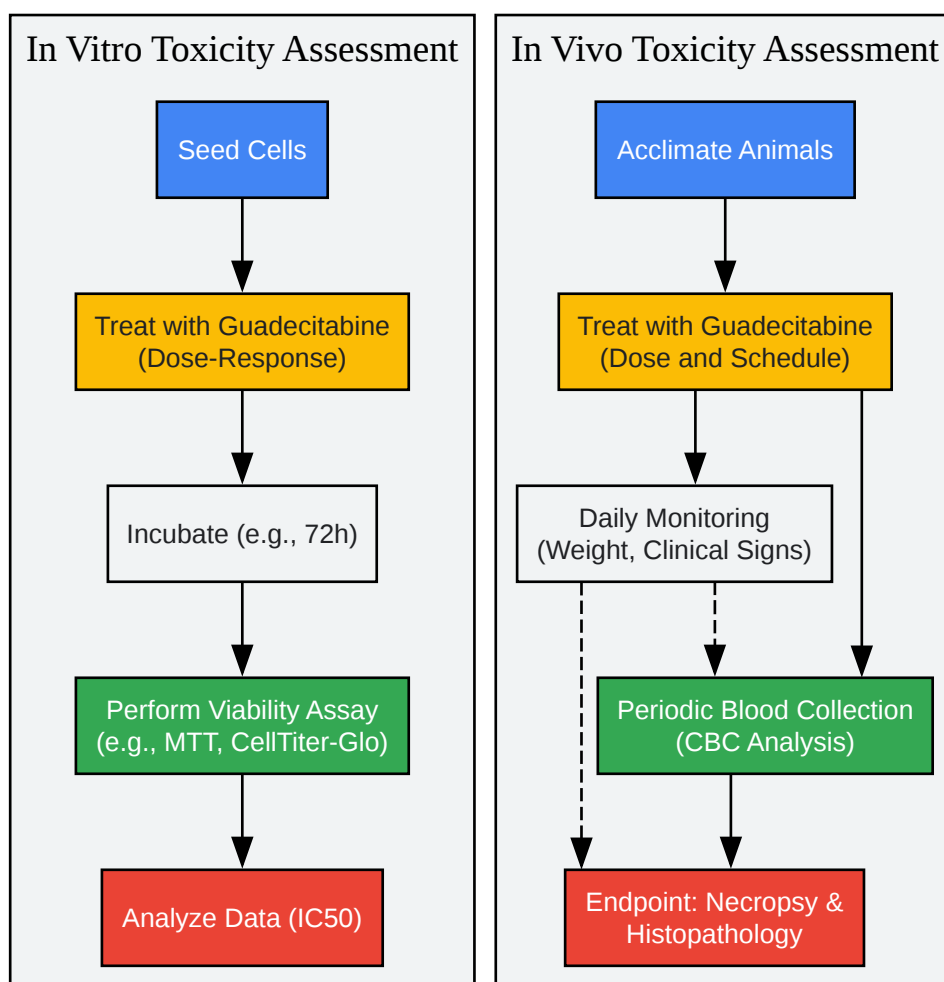 In Vitro Toxicity Assessment
Seed Cells
Treat with Guadecitabine
(Dose-Response)
Incubate (e.g., 72h)
Perform Viability Assay
(e.g., MTT, CellTiter-Glo)
Analyze Data (IC50)
In Vivo Toxicity Assessment
Acclimate Animals
Treat with Guadecitabine
(Dose and Schedule)
Daily Monitoring
(Weight, Clinical Signs)
Periodic Blood Collection
(CBC Analysis)
Endpoint: Necropsy &
Histopathology